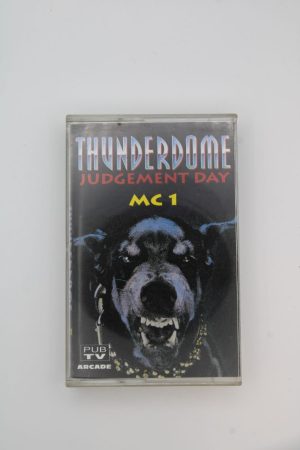 THUNDERDOME
JUDGEMENT DAY
MC 1
PUB
TV
ARCADE